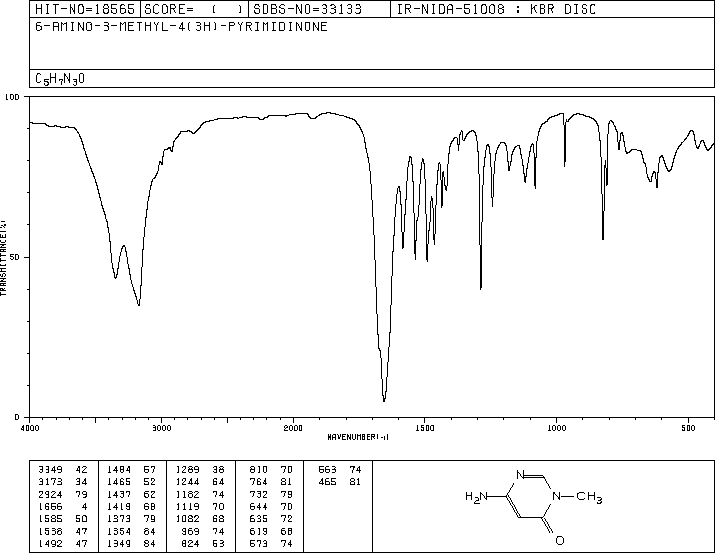 HIT-NO=18565 SCORE= ( ) SDBS-NO=33133 IR-NIDA-51008 : KBR DISC
6-AMINO-3-METHYL-4(3H)-PYRIMIDINONE
C5H7N3O
100
50
0
TRANSMITTANCE(%)
4000 3000 2000 1500 1000 500
WAVENUMBER(-1)
3349 42 1484 57 1289 38 810 70 563 74
3173 34 1465 52 1244 64 764 81 465 81
2924 79 1437 62 1182 74 732 79
1656 4 1419 68 1119 70 644 70
1585 50 1373 79 1082 68 635 72
1538 47 1354 84 969 74 619 68
1492 47 1349 84 824 53 573 74
N
H2N
N
CH3
O